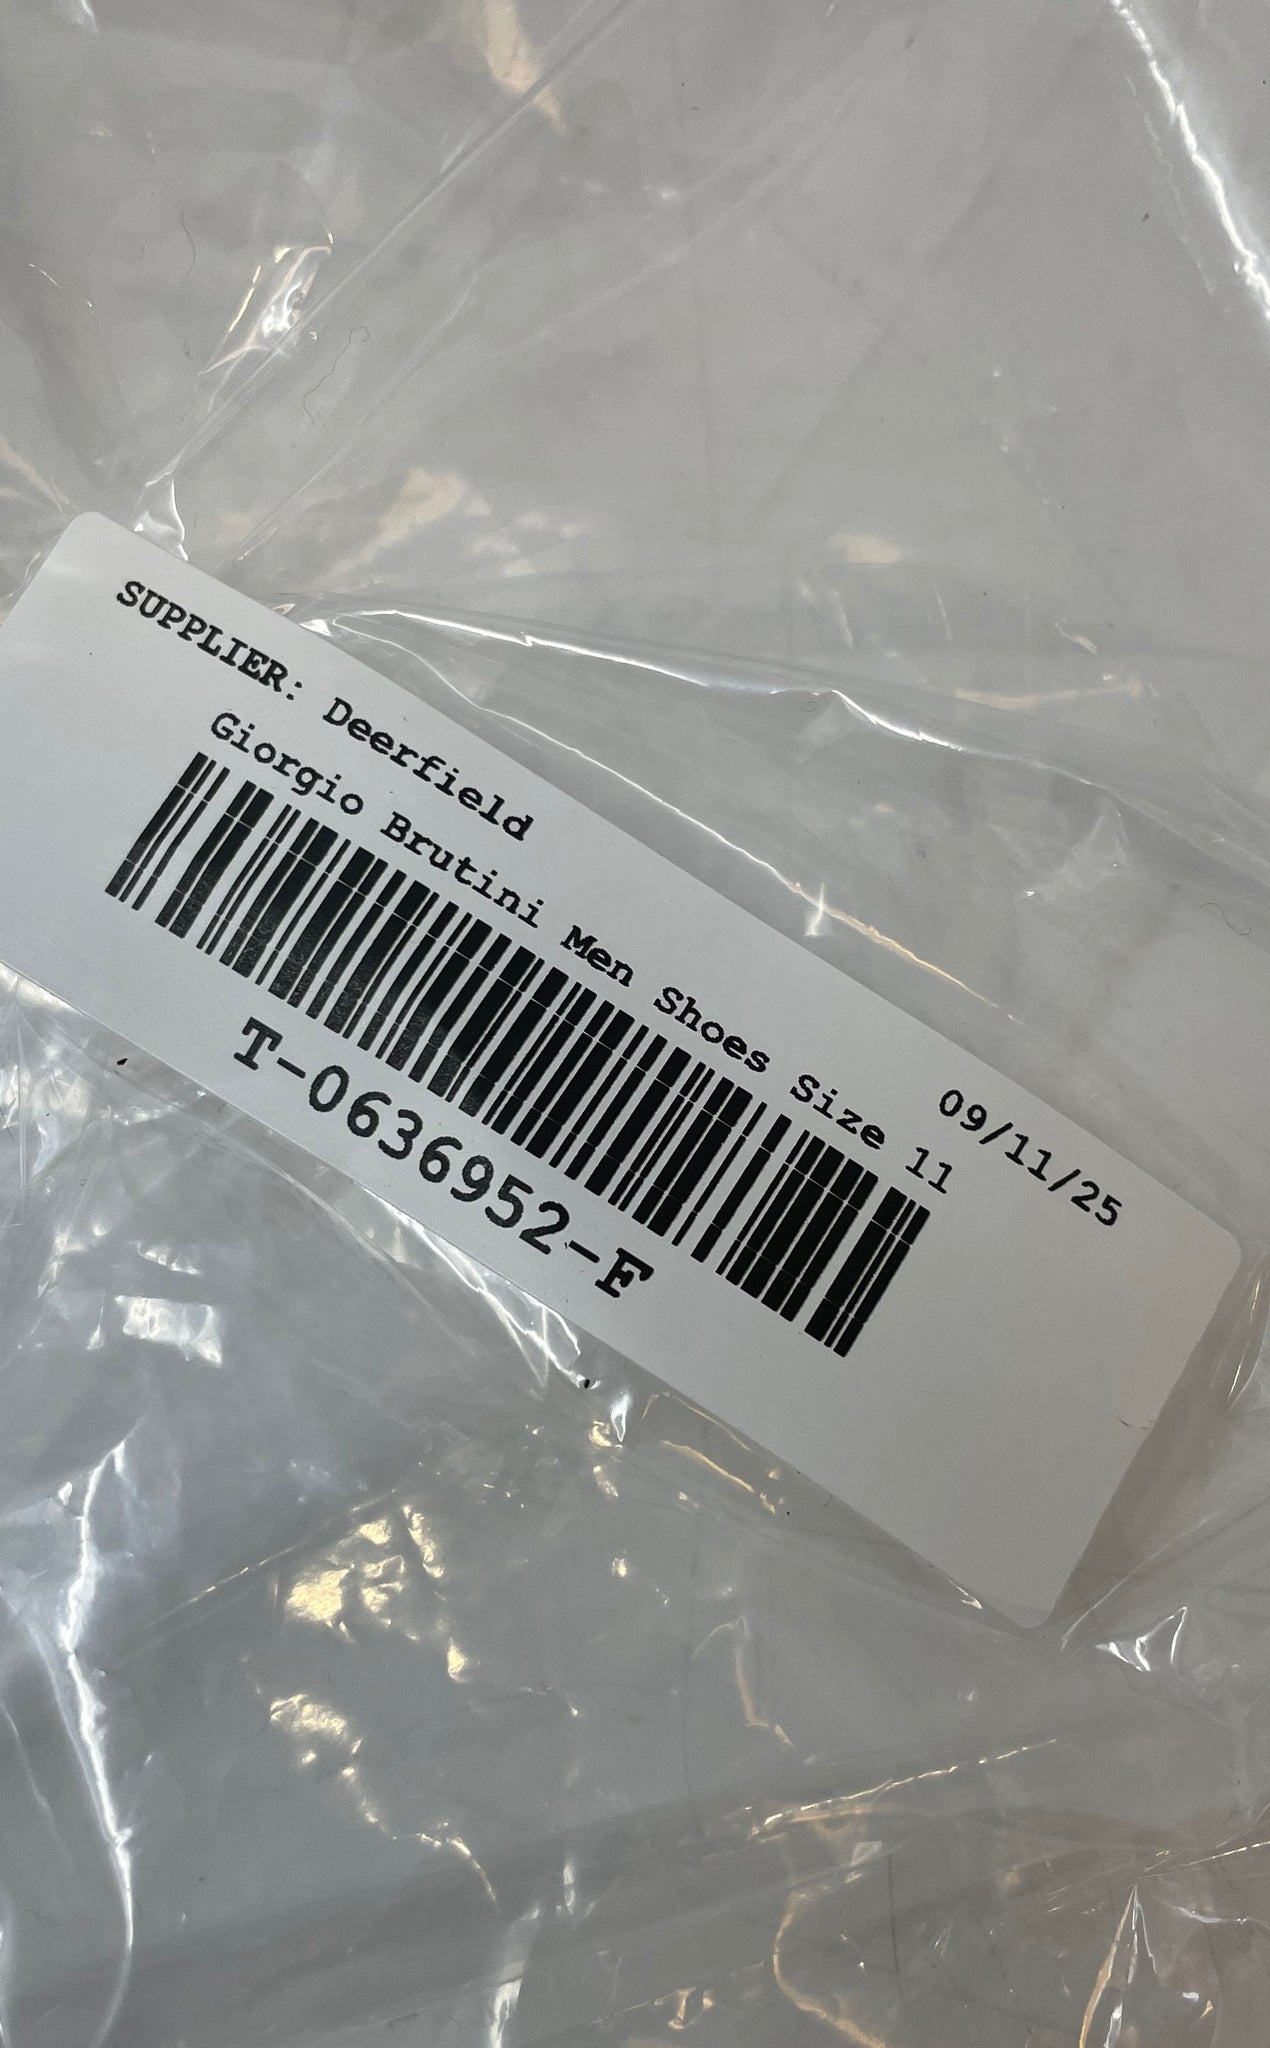 SUPPLIER: Deerfield 09/11/25
Giorgio Brutini Men Shoes Size 11
T-0636952-F